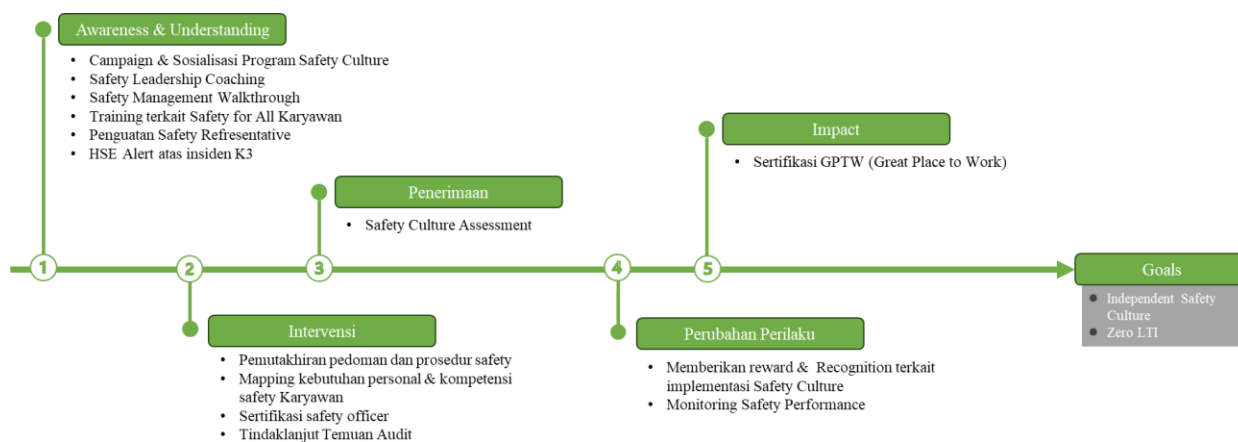 Awareness & Understanding
• Campaign & Sosialisasi Program Safety Culture
• Safety Leadership Coaching
• Safety Management Walkthrough
• Training terkait Safety for All Karyawan
• Penguatan Safety Refresentative
• HSE Alert atas insiden K3
Impact
• Sertifikasi GPTW (Great Place to Work)
Penerimaan
• Safety Culture Assessment
1
2
3
4
5
Goals
● Independent Safety
Culture
● Zero LTI
Intervensi
• Pemutakhiran pedoman dan prosedur safety
• Mapping kebutuhan personal & kompetensi
safety Karyawan
• Sertifikasi safety officer
• Tindaklanjut Temuan Audit
Perubahan Perilaku
• Memberikan reward & Recognition terkait
implementasi Safety Culture
• Monitoring Safety Performance